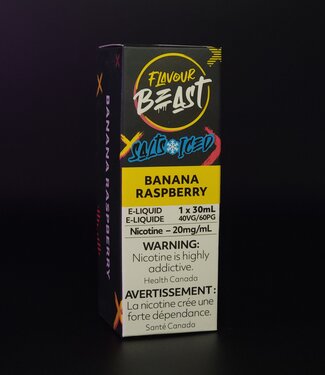 FLAVOUR
BEAST
SALTS ICED
BANANA
RASPBERRY
E-LIQUID
E-LIQUIDE
1 x 30mL
40VG/60PG
Nicotine – 20mg/mL
WARNING:
Nicotine is highly
addictive.
Health Canada
AVERTISSEMENT :
La nicotine crée une
forte dépendance.
Santé Canada
BANANA RASPBERRY